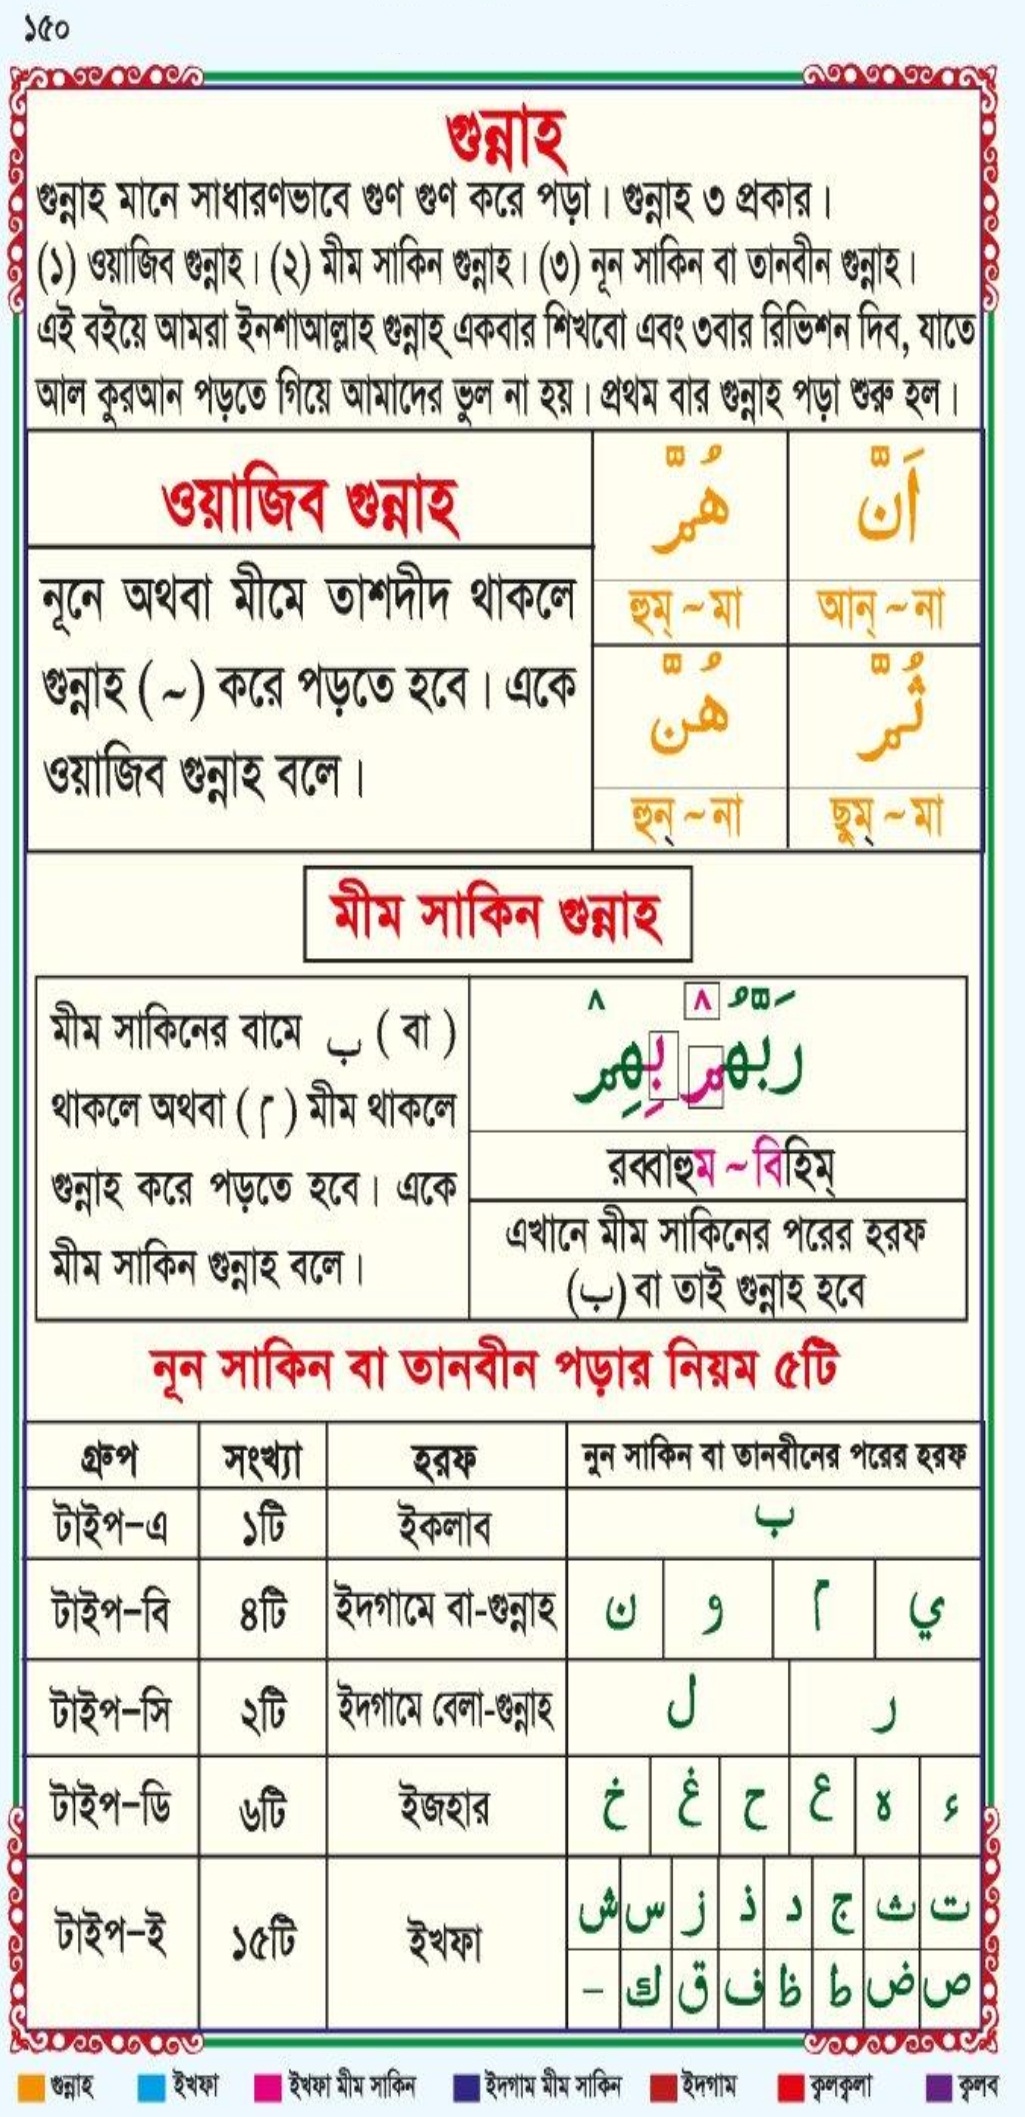 ১৫০
গুন্নাহ
গুন্নাহ মানে সাধারণভাবে গুণ গুণ করে পড়া। গুন্নাহ ৩ প্রকার।
(১) ওয়াজিব গুন্নাহ। (২) মীম সাকিন গুন্নাহ। (৩) নূন সাকিন বা তানবীন গুন্নাহ।
এই বইয়ে আমরা ইনশাআল্লাহ গুন্নাহ্ একবার শিখবো এবং ৩বার রিভিশন দিব, যাতে
আল কুরআন পড়তে গিয়ে আমাদের ভুল না হয়। প্রথম বার গুন্নাহ পড়া শুরু হল।
ওয়াজিব গুন্নাহ
নূনে অথবা মীমে তাশদীদ থাকলে
গুন্নাহ (~) করে পড়তে হবে। একে
ওয়াজিব গুন্নাহ বলে।
هُمَّ اَنَّ
হুম্ ~ মা আন্ ~ না
هُنَّ ثُمَّ
হুন্ ~ না ছুম্ ~ মা
মীম সাকিন গুন্নাহ
মীম সাকিনের বামে ب ( বা )
থাকলে অথবা ( م ) মীম থাকলে
গুন্নাহ করে পড়তে হবে। একে
মীম সাকিন গুন্নাহ বলে।
رَبَّهُمْ بِهِمْ
রব্বাহুম ~ বিহিম্
এখানে মীম সাকিনের পরের হরফ
(ب) বা তাই গুন্নাহ হবে
নূন সাকিন বা তানবীন পড়ার নিয়ম ৫টি
গ্রুপ সংখ্যা হরফ নুন সাকিন বা তানবীনের পরের হরফ
টাইপ-এ ১টি ইকলাব ب
টাইপ-বি ৪টি ইদগামে বা-গুন্নাহ ن و م ي
টাইপ-সি ২টি ইদগামে বেলা-গুন্নাহ ل ر
টাইপ-ডি ৬টি ইজহার خ غ ح ع ه ء
টাইপ-ই ১৫টি ইখফা ش س ز ذ د ج ث ت
– ك ق ف ظ ط ض ص
গুন্নাহ ইখফা ইখফা মীম সাকিন ইদগাম মীম সাকিন ইদগাম ক্বলক্বলা ক্বলব